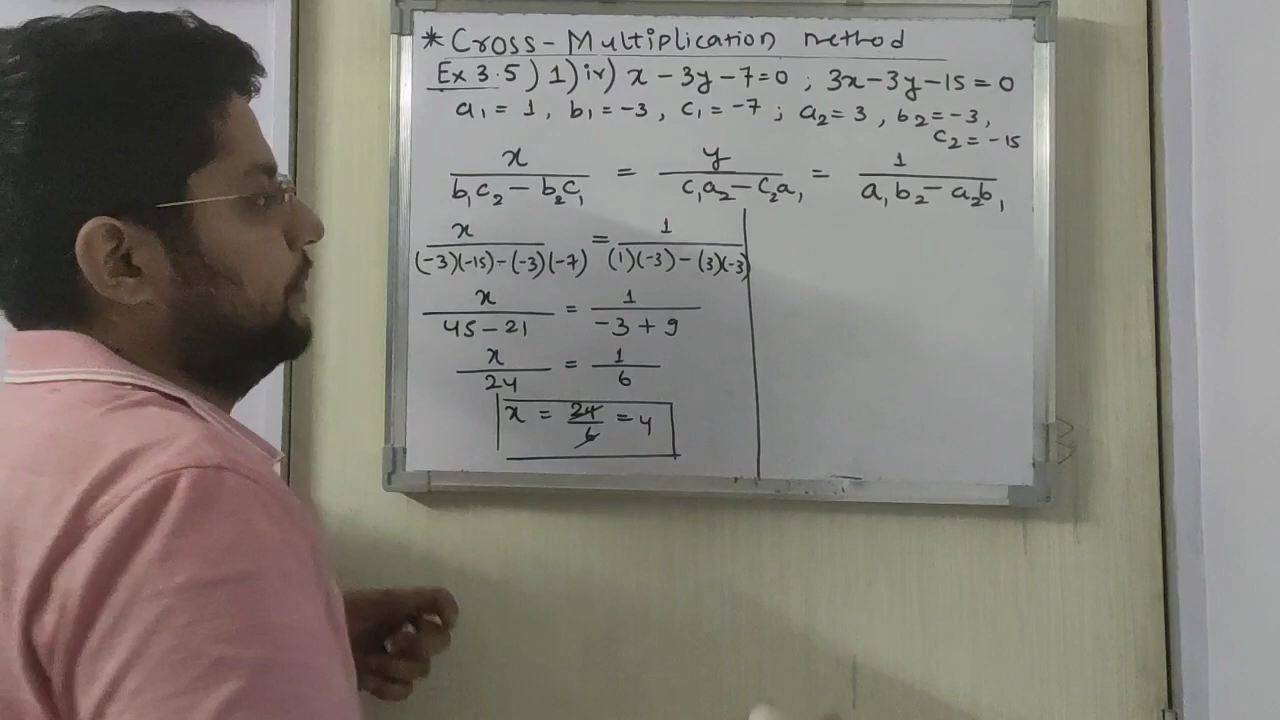 * Cross-Multiplication method
Ex 3.5) 1) iv) x - 3y - 7 = 0 ; 3x - 3y - 15 = 0
a₁ = 1, b₁ = -3, c₁ = -7 ; a₂ = 3, b₂ = -3,
c₂ = -15
x/(b₁c₂ - b₂c₁) = y/(c₁a₂ - c₂a₁) = 1/(a₁b₂ - a₂b₁)
x/((-3)(-15) - (-3)(-7)) = 1/((1)(-3) - (3)(-3))
x/(45 - 21) = 1/(-3 + 9)
x/24 = 1/6
x = 24/6 = 4